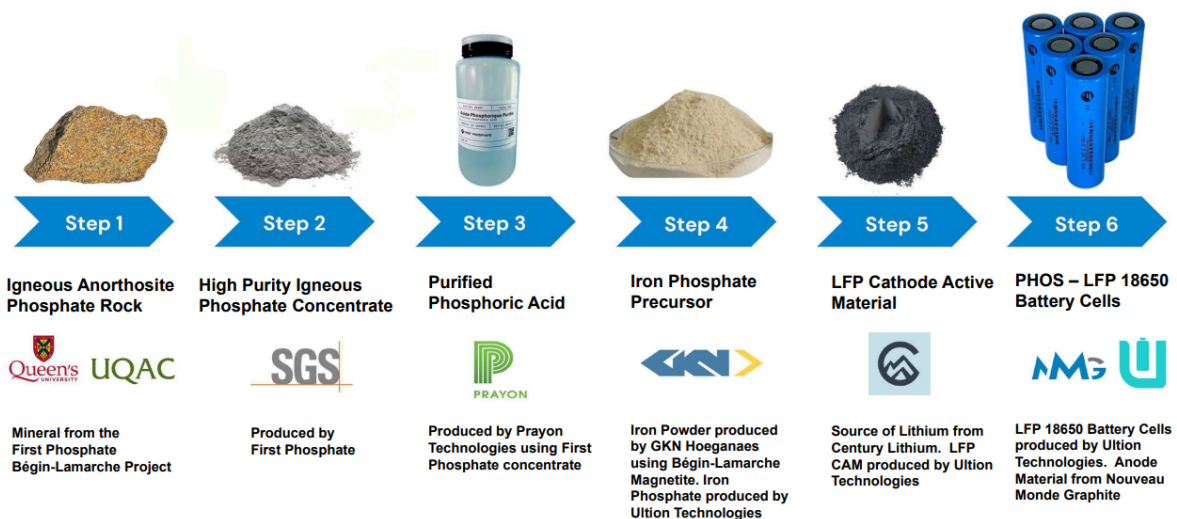 Step 1
Step 2
Step 3
Step 4
Step 5
Step 6
Igneous Anorthosite
Phosphate Rock
High Purity Igneous
Phosphate Concentrate
Purified
Phosphoric Acid
Iron Phosphate
Precursor
LFP Cathode Active
Material
PHOS – LFP 18650
Battery Cells
Queen's
UNIVERSITY
UQAC
SGS
PRAYON
GKN
NMG
Mineral from the
First Phosphate
Bégin-Lamarche Project
Produced by
First Phosphate
Produced by Prayon
Technologies using First
Phosphate concentrate
Iron Powder produced
by GKN Hoeganaes
using Bégin-Lamarche
Magnetite. Iron
Phosphate produced by
Ultion Technologies
Source of Lithium from
Century Lithium. LFP
CAM produced by Ultion
Technologies
LFP 18650 Battery Cells
produced by Ultion
Technologies. Anode
Material from Nouveau
Monde Graphite